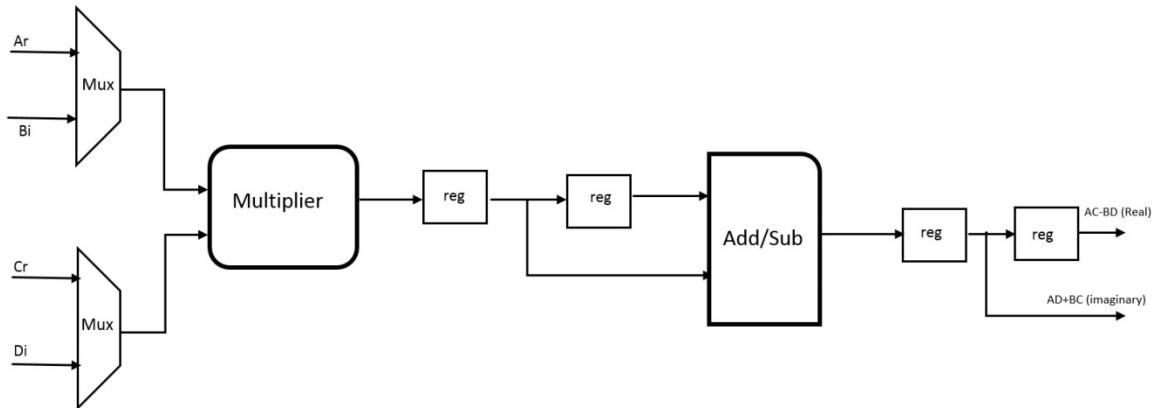 Ar
Mux
Bi
Multiplier
reg
reg
Add/Sub
reg
reg
AC-BD (Real)
AD+BC (imaginary)
Cr
Mux
Di